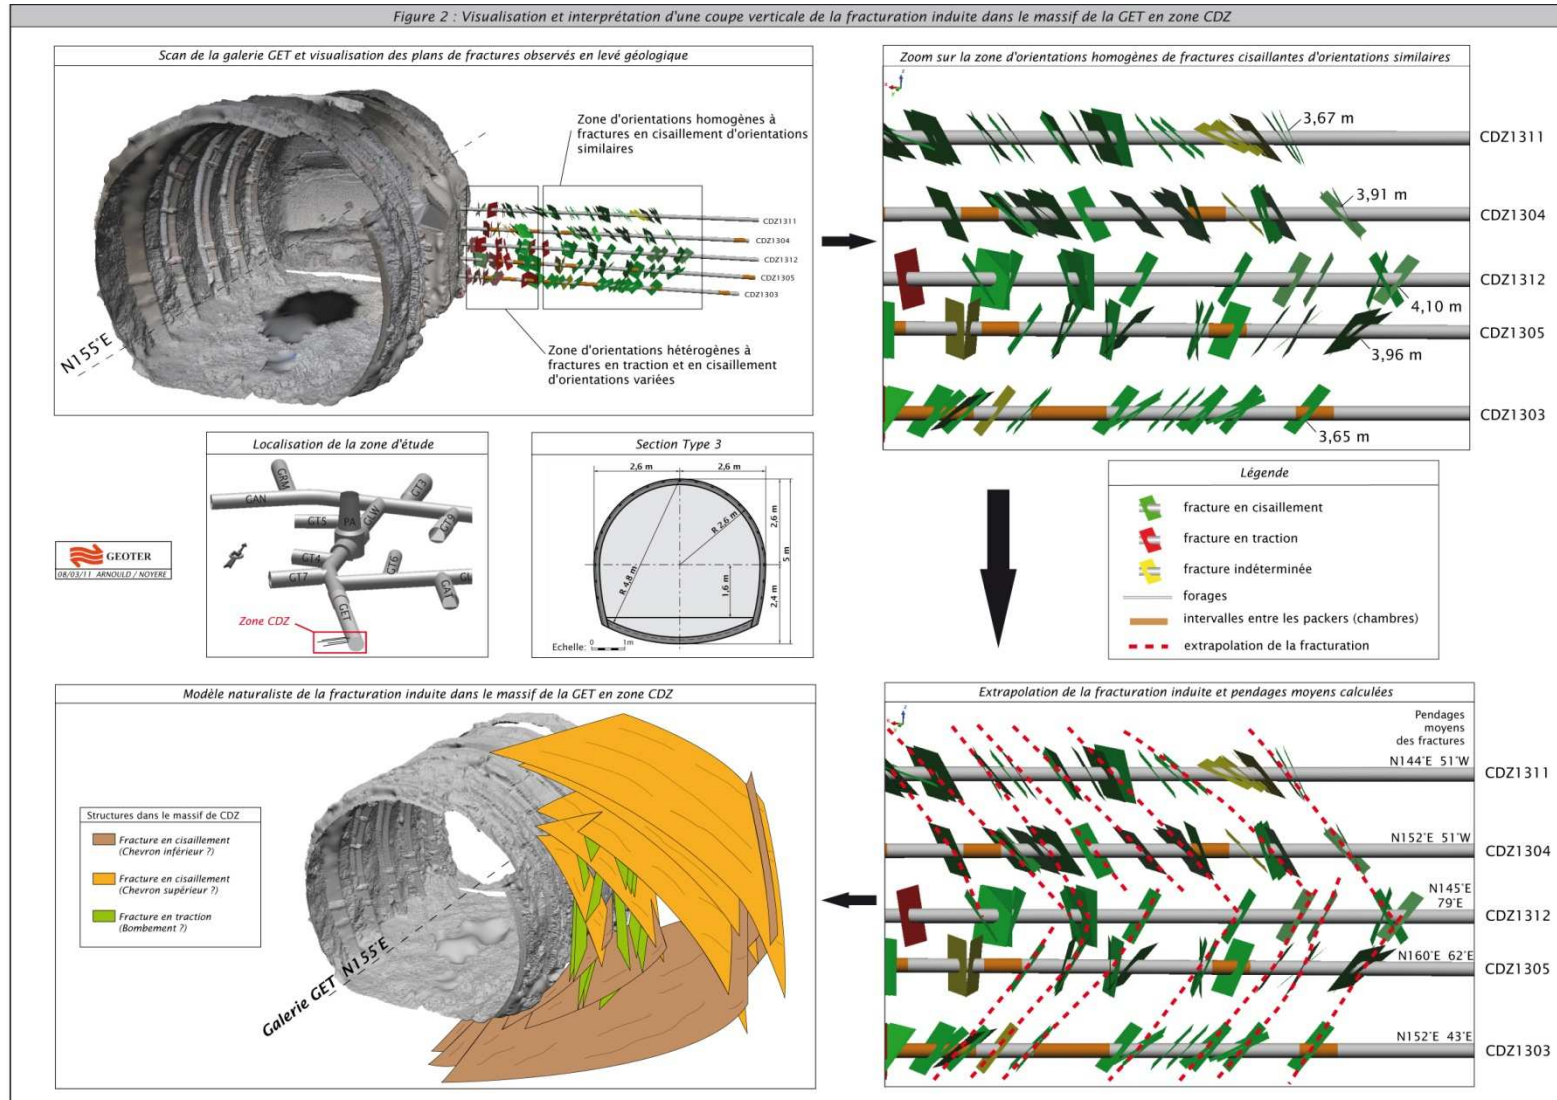 Figure 2 : Visualisation et interprétation d'une coupe verticale de la fracturation induite dans le massif de la GET en zone CDZ
Scan de la galerie GET et visualisation des plans de fractures observés en levé géologique
Zone d'orientations homogènes à
fractures en cisaillement d'orientations
similaires
CDZ1311
CDZ1304
CDZ1312
CDZ1305
CDZ1303
N155°E
Zone d'orientations hétérogènes à
fractures en traction et en cisaillement
d'orientations variées
Zoom sur la zone d'orientations homogènes de fractures cisaillantes d'orientations similaires
3,67 m
CDZ1311
3,91 m
CDZ1304
CDZ1312
4,10 m
CDZ1305
3,96 m
CDZ1303
3,65 m
Localisation de la zone d'étude
GRM
GAN
GT3
GLW
GT5
PA
GT9
GT4
GT6
GT7
GAT
GET
Zone CDZ
GEOTER
08/03/11 ARNOULD / NOYERE
Section Type 3
2,6 m
2,6 m
R 2,6 m
2,6 m
5 m
R 4,8 m
1,6 m
2,4 m
Echelle:
0
1m
Légende
fracture en cisaillement
fracture en traction
fracture indéterminée
forages
intervalles entre les packers (chambres)
extrapolation de la fracturation
Modèle naturaliste de la fracturation induite dans le massif de la GET en zone CDZ
Structures dans le massif de CDZ
Fracture en cisaillement
(Chevron inférieur ?)
Fracture en cisaillement
(Chevron supérieur ?)
Fracture en traction
(Bombement ?)
Galerie GET N155°E
Extrapolation de la fracturation induite et pendages moyens calculées
Pendages
moyens
des fractures
N144°E 51°W
CDZ1311
N152°E 51°W
CDZ1304
N145°E
79°E
CDZ1312
N160°E 62°E
CDZ1305
N152°E 43°E
CDZ1303